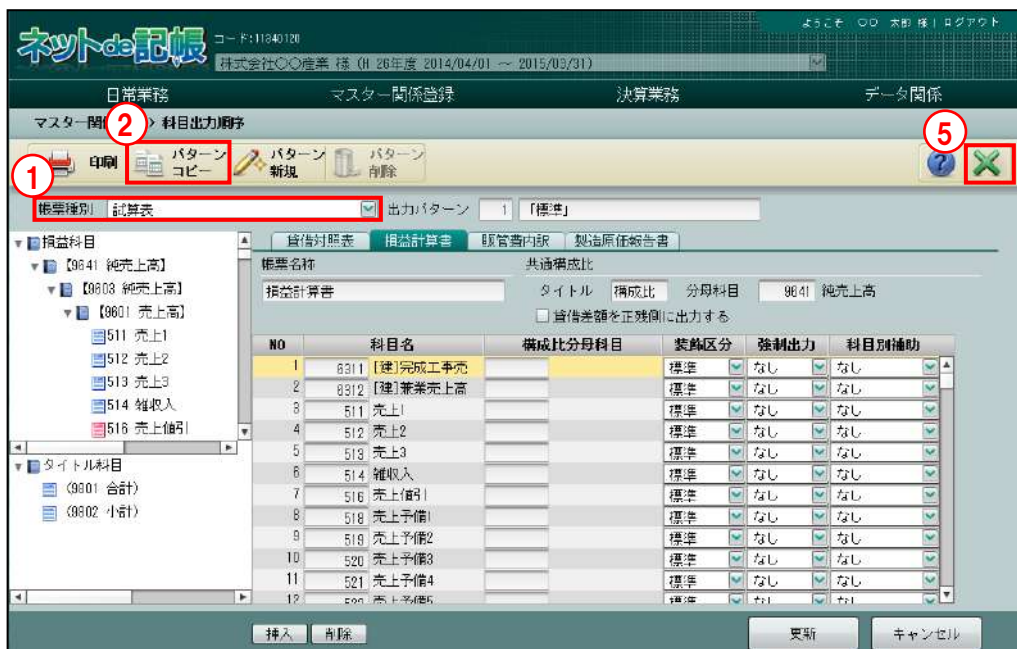 ようこそ ○○ 太郎 様 | ログアウト
ネットde記帳 コード:11340120
株式会社○○産業 様 (H 26年度 2014/04/01 ～ 2015/03/31)
日常業務 マスター関係登録 決算業務 データ関係
マスター関係 ② > 科目出力順序
① 印刷 パターンコピー パターン新規 パターン削除 ? ⑤
帳票種別 試算表 出力パターン 1 「標準」
▼損益科目
▼【9641 純売上高】
▼【9603 純売上高】
▼【9601 売上高】
511 売上1
512 売上2
513 売上3
514 雑収入
516 売上値引
▼タイトル科目
(9801 合計)
(9802 小計)
貸借対照表 損益計算書 販管費内訳 製造原価報告書
帳票名称 共通構成比
損益計算書 タイトル 構成比 分母科目 9641 純売上高
貸借差額を正残側に出力する
NO 科目名 構成比分母科目 装飾区分 強制出力 科目別補助
1 8311 [建]完成工事売 標準 なし なし
2 8312 [建]兼業売上高 標準 なし なし
3 511 売上1 標準 なし なし
4 512 売上2 標準 なし なし
5 513 売上3 標準 なし なし
6 514 雑収入 標準 なし なし
7 516 売上値引 標準 なし なし
8 518 売上予備1 標準 なし なし
9 519 売上予備2 標準 なし なし
10 520 売上予備3 標準 なし なし
11 521 売上予備4 標準 なし なし
12 522 売上予備5 標準 なし なし
挿入 削除 更新 キャンセル